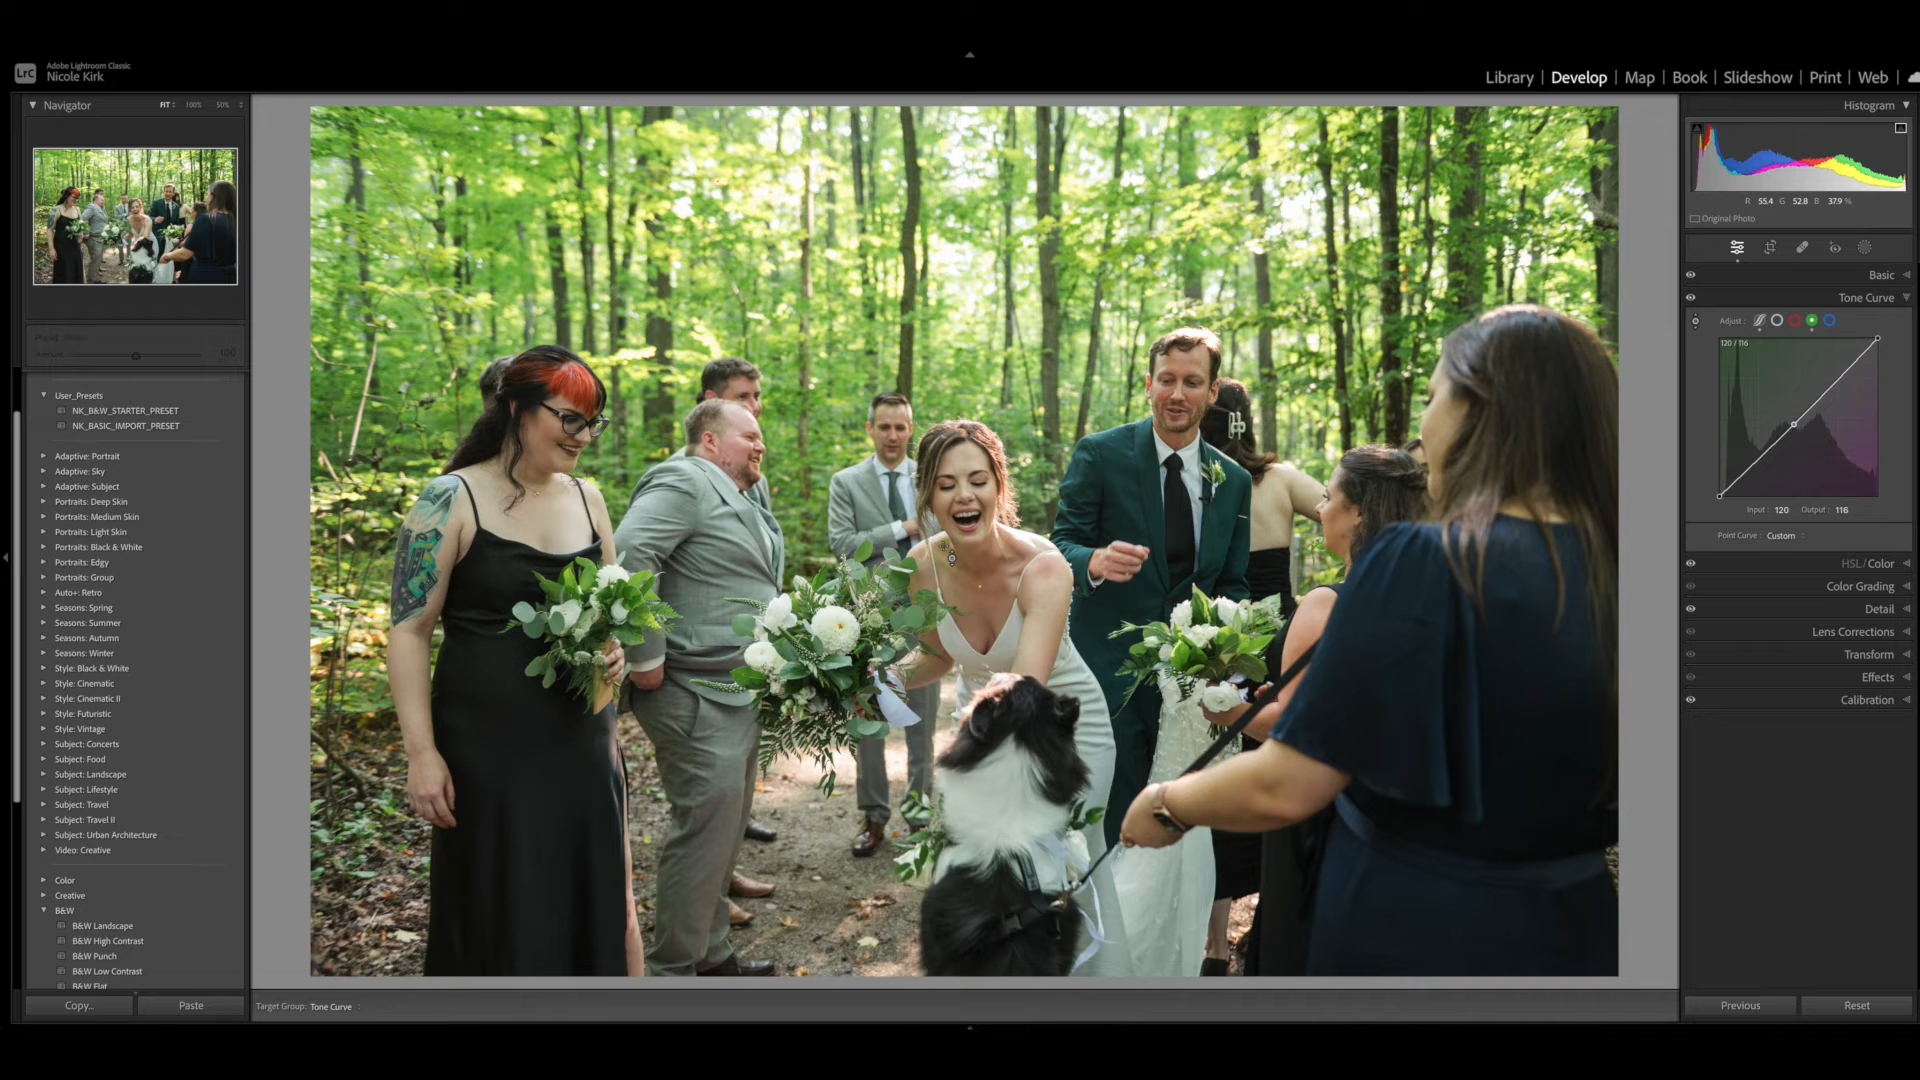 LrC
Adobe Lightroom Classic
Nicole Kirk
Library | Develop | Map | Book | Slideshow | Print | Web |
Navigator FIT 100% 50%
Histogram
R 55.4 G 52.8 B 37.9 %
Original Photo
Basic
Tone Curve
Adjust :
120 / 116
Input : 120 Output : 116
Point Curve : Custom
HSL / Color
Color Grading
Detail
Lens Corrections
Transform
Effects
Calibration
Previous Reset
Preset
Amount 100
User_Presets
NK_B&W_STARTER_PRESET
NK_BASIC_IMPORT_PRESET
Adaptive: Portrait
Adaptive: Sky
Adaptive: Subject
Portraits: Deep Skin
Portraits: Medium Skin
Portraits: Light Skin
Portraits: Black & White
Portraits: Edgy
Portraits: Group
Auto+: Retro
Seasons: Spring
Seasons: Summer
Seasons: Autumn
Seasons: Winter
Style: Black & White
Style: Cinematic
Style: Cinematic II
Style: Futuristic
Style: Vintage
Subject: Concerts
Subject: Food
Subject: Landscape
Subject: Lifestyle
Subject: Travel
Subject: Travel II
Subject: Urban Architecture
Video: Creative
Color
Creative
B&W
B&W Landscape
B&W High Contrast
B&W Punch
B&W Low Contrast
B&W Flat
Copy... Paste
Target Group: Tone Curve